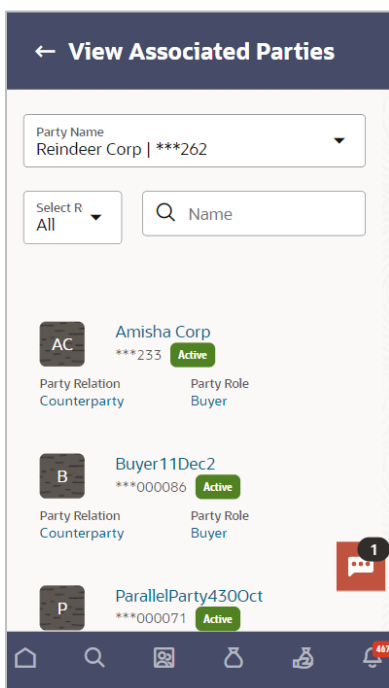 ← View Associated Parties
Party Name
Reindeer Corp | ***262
Select R
All
Name
AC
Amisha Corp
***233 Active
Party Relation Party Role
Counterparty Buyer
B
Buyer11Dec2
***000086 Active
Party Relation Party Role
Counterparty Buyer
1
P
ParallelParty430Oct
***000071 Active
467